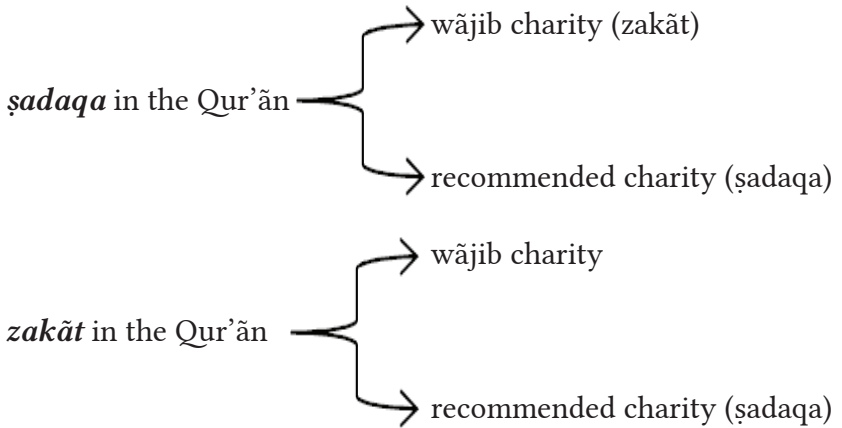 wãjib charity (zakãt)
ṣadaqa in the Qur’ãn
recommended charity (ṣadaqa)
wãjib charity
zakãt in the Qur’ãn
recommended charity (ṣadaqa)